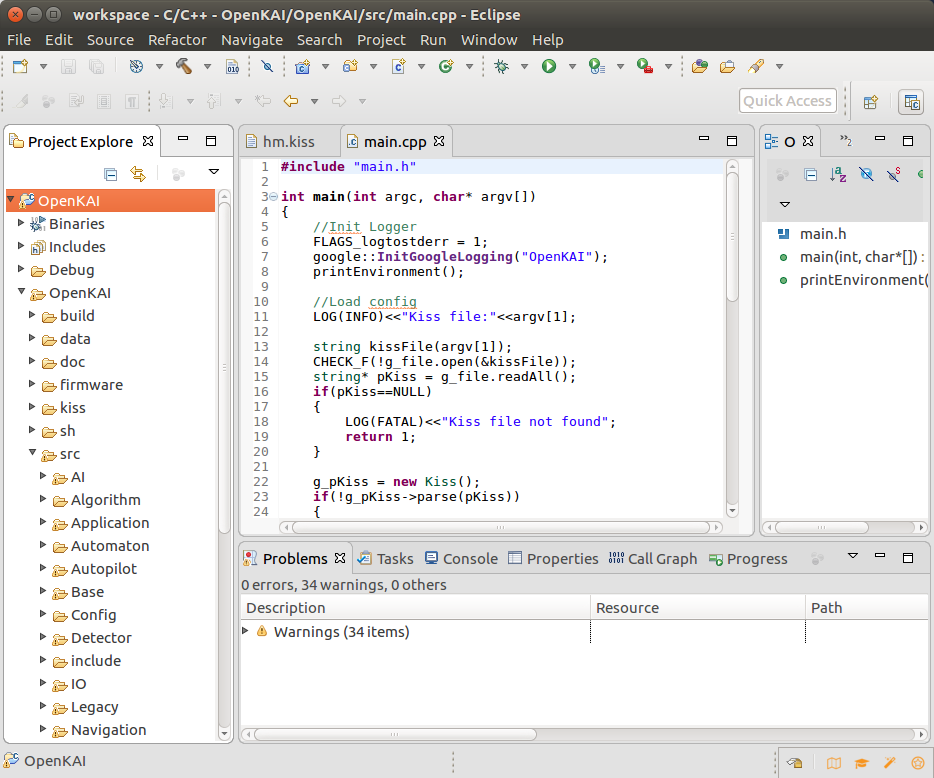 workspace - C/C++ - OpenKAI/OpenKAI/src/main.cpp - Eclipse
File Edit Source Refactor Navigate Search Project Run Window Help
Quick Access
Project Explore
OpenKAI
Binaries
Includes
Debug
OpenKAI
build
data
doc
firmware
kiss
sh
src
AI
Algorithm
Application
Automaton
Autopilot
Base
Config
Detector
include
IO
Legacy
Navigation
hm.kiss main.cpp
1 #include "main.h"
2
3 int main(int argc, char* argv[])
4 {
5 //Init Logger
6 FLAGS_logtostderr = 1;
7 google::InitGoogleLogging("OpenKAI");
8 printEnvironment();
9
10 //Load config
11 LOG(INFO)<<"Kiss file:"<<argv[1];
12
13 string kissFile(argv[1]);
14 CHECK_F(!g_file.open(&kissFile));
15 string* pKiss = g_file.readAll();
16 if(pKiss==NULL)
17 {
18 LOG(FATAL)<<"Kiss file not found";
19 return 1;
20 }
21
22 g_pKiss = new Kiss();
23 if(!g_pKiss->parse(pKiss))
24 {
O
2
main.h
main(int, char*[]) :
printEnvironment(
Problems Tasks Console Properties Call Graph Progress
0 errors, 34 warnings, 0 others
Description Resource Path
Warnings (34 items)
OpenKAI